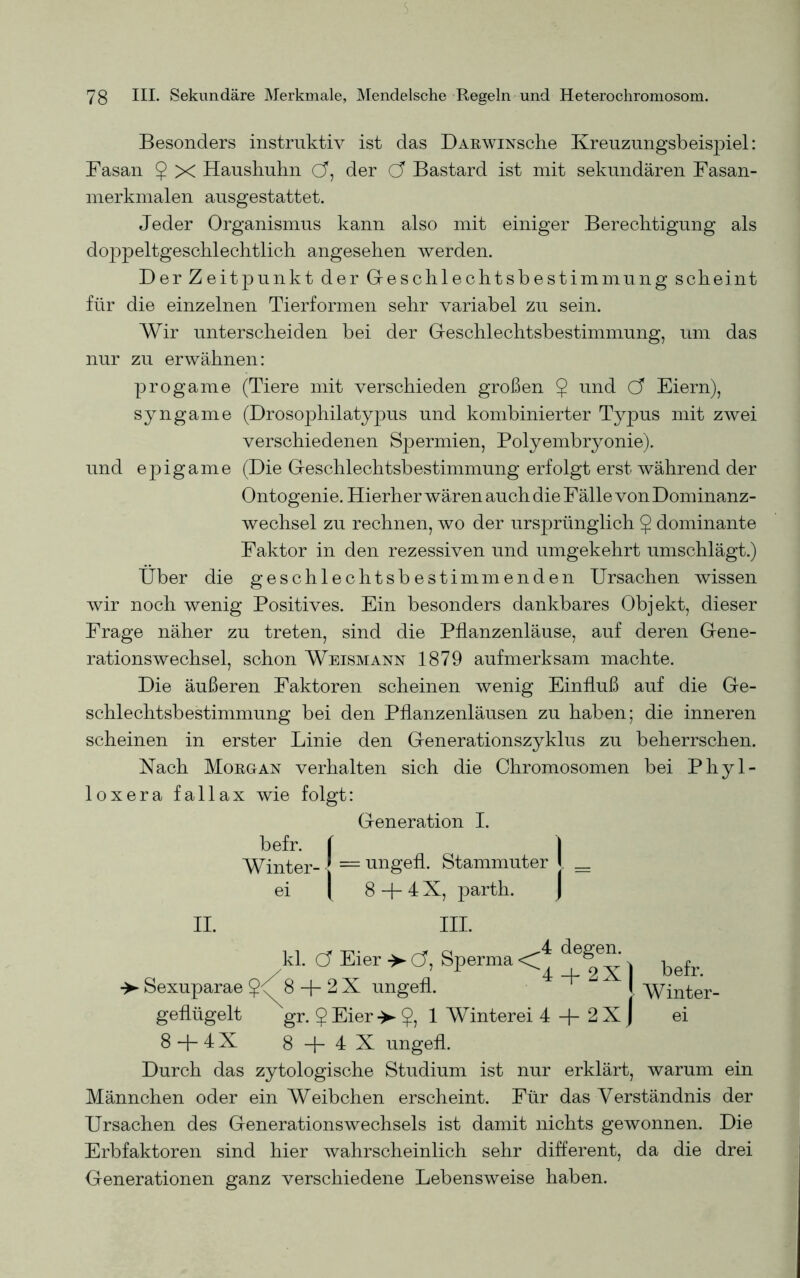 78 III. Sekundäre Merkmale, Mendelsche Regeln und Heterochromosom.
Besonders instruktiv ist das DARWINsche Kreuzungsbeispiel:
Fasan ♀ X Haushuhn ♂, der ♂ Bastard ist mit sekundären Fasan-
merkmalen ausgestattet.
Jeder Organismus kann also mit einiger Berechtigung als
doppeltgeschlechtlich angesehen werden.
Der Zeitpunkt der Geschlechtsbestimmung scheint
für die einzelnen Tierformen sehr variabel zu sein.
Wir unterscheiden bei der Geschlechtsbestimmung, um das
nur zu erwähnen:
progame (Tiere mit verschieden großen ♀ und ♂ Eiern),
syngame (Drosophilatypus und kombinierter Typus mit zwei
verschiedenen Spermien, Polyembryonie).
und epigame (Die Geschlechtsbestimmung erfolgt erst während der
Ontogenie. Hierher wären auch die Fälle von Dominanz-
wechsel zu rechnen, wo der ursprünglich ♀ dominante
Faktor in den rezessiven und umgekehrt umschlägt.)
Über die geschlechtsbestimmenden Ursachen wissen
wir noch wenig Positives. Ein besonders dankbares Objekt, dieser
Frage näher zu treten, sind die Pflanzenläuse, auf deren Gene-
rationswechsel, schon WEISMANN 1879 aufmerksam machte.
Die äußeren Faktoren scheinen wenig Einfluß auf die Ge-
schlechtsbestimmung bei den Pflanzenläusen zu haben; die inneren
scheinen in erster Linie den Generationszyklus zu beherrschen.
Nach MORGAN verhalten sich die Chromosomen bei Phyl-
loxera fallax wie folgt:
Generation I.
befr.
Winter- = ungefl. Stammuter =
ei 8 + 4 X, parth.
II. III.
kl. ♂ Eier → ♂, Sperma < 4 degen. 4 + 2 X befr.
→ Sexuparae ♀ < 8 + 2 X ungefl. Winter-
geflügelt gr. ♀ Eier → ♀, 1 Winterei 4 + 2 X ei
8 + 4 X 8 + 4 X ungefl.
Durch das zytologische Studium ist nur erklärt, warum ein
Männchen oder ein Weibchen erscheint. Für das Verständnis der
Ursachen des Generationswechsels ist damit nichts gewonnen. Die
Erbfaktoren sind hier wahrscheinlich sehr different, da die drei
Generationen ganz verschiedene Lebensweise haben.